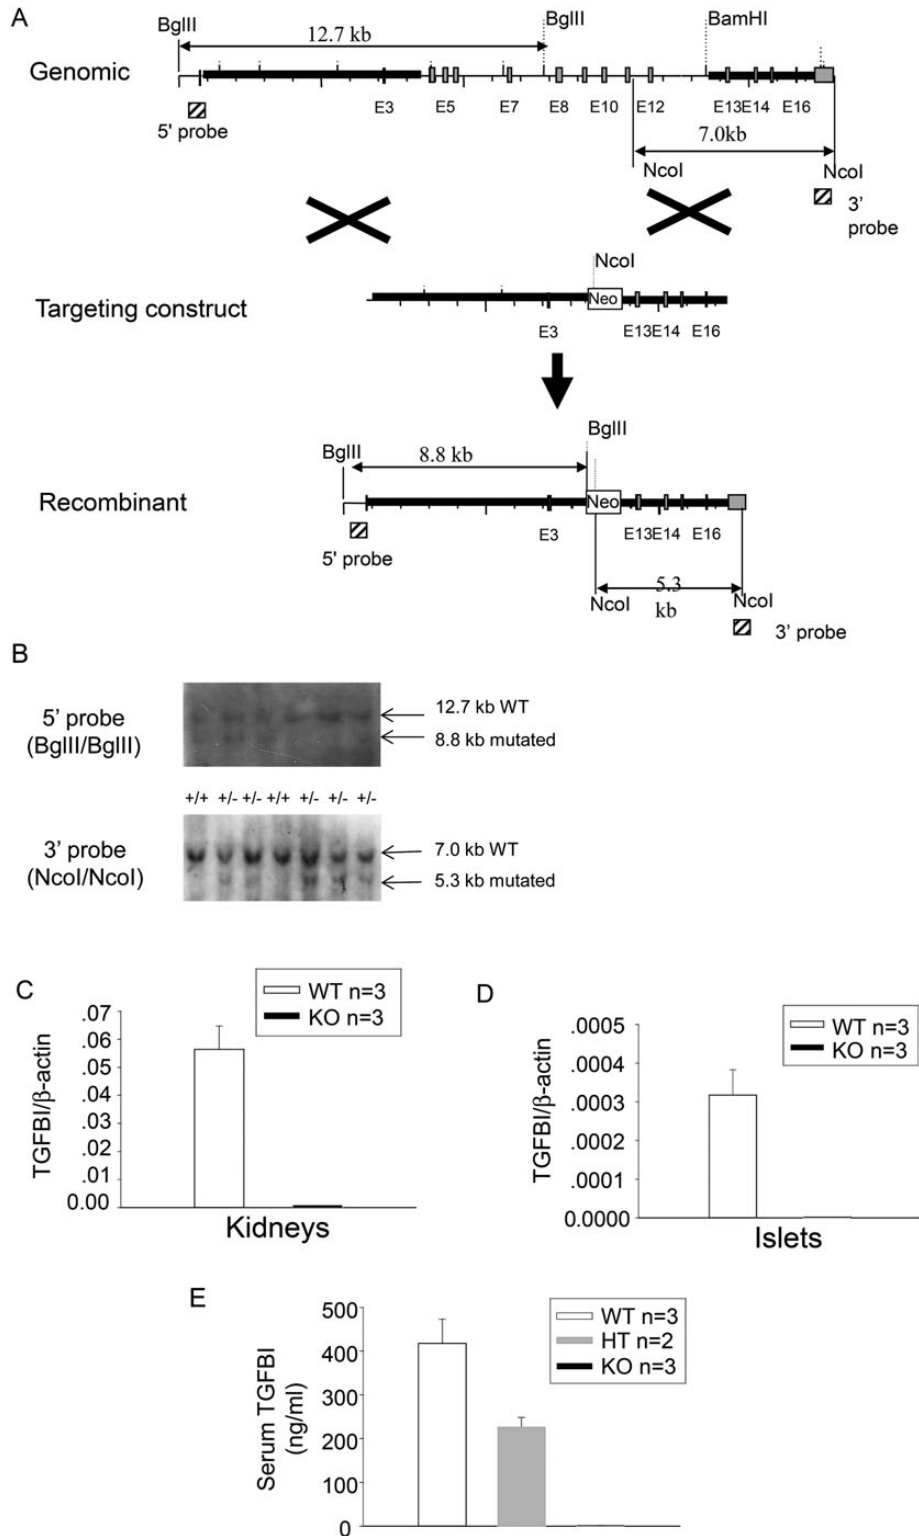 A
BglII
12.7 kb
BglII
BamHI
Genomic
E3 E5 E7 E8 E10 E12 E13E14 E16
5' probe
7.0kb
NcoI NcoI
3’
probe
NcoI
Targeting construct
Neo
E3 E13E14 E16
BglII
8.8 kb
BglII
Recombinant
Neo
E3 E13E14 E16
5' probe
5.3
kb
NcoI NcoI
3’ probe
B
5’ probe
(BglII/BglII)
12.7 kb WT
8.8 kb mutated
+/+ +/- +/- +/+ +/- +/- +/-
3’ probe
(NcoI/NcoI)
7.0 kb WT
5.3 kb mutated
C
WT n=3
KO n=3
TGFBI/β-actin
.07
.06
.05
.04
.03
.02
.01
0.00
Kidneys
D
WT n=3
KO n=3
TGFBI/β-actin
.0005
.0004
.0003
.0002
.0001
0.0000
Islets
E
WT n=3
HT n=2
KO n=3
Serum TGFBI
(ng/ml)
500
400
300
200
100
0